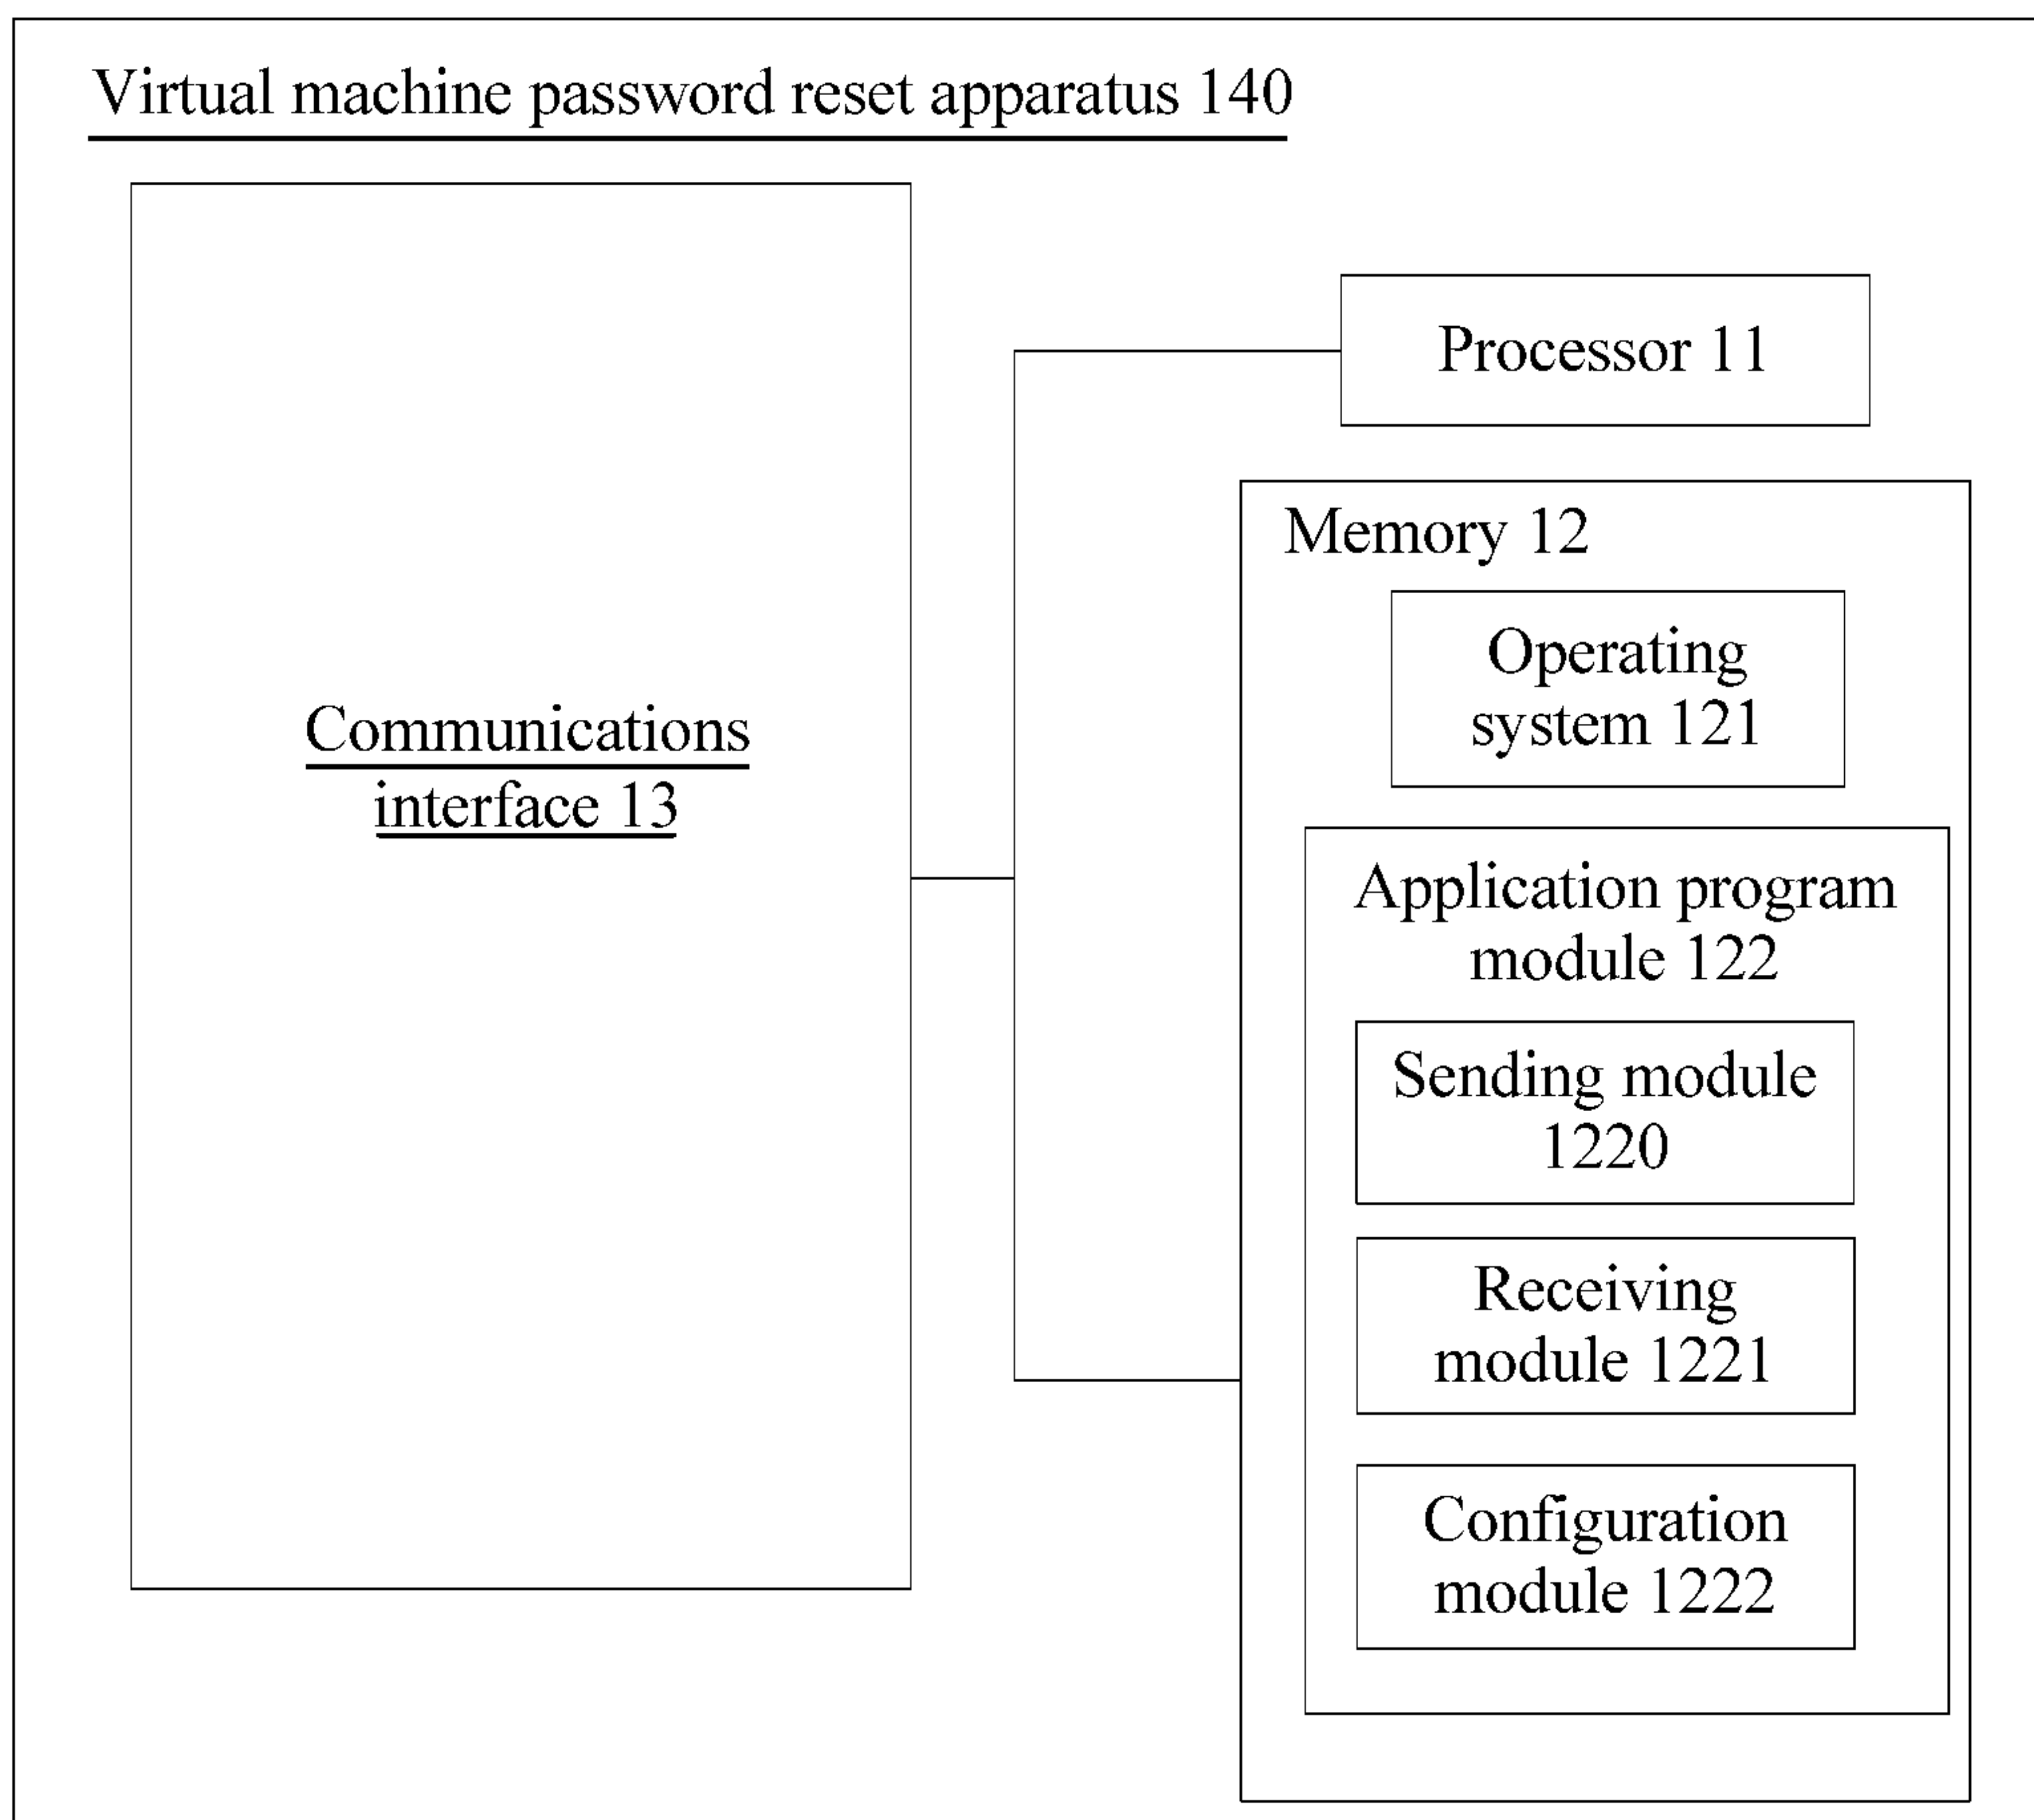 Virtual machine password reset apparatus 140
Communications
interface 13
Processor 11
Memory 12
Operating
system 121
Application program
module 122
Sending module
1220
Receiving
module 1221
Configuration
module 1222